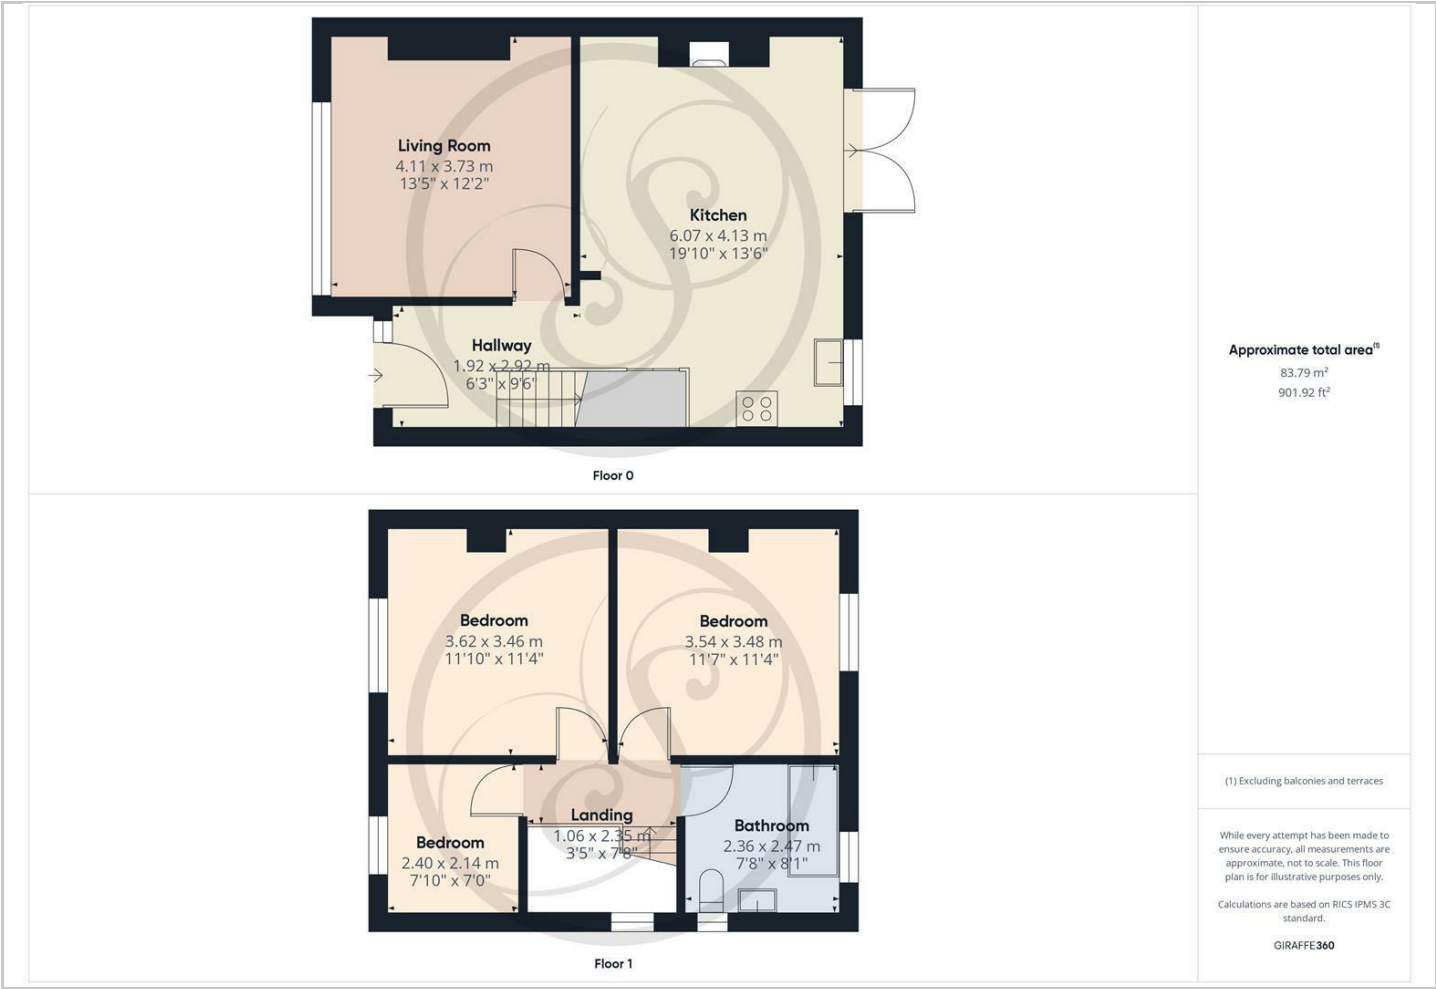 Living Room
4.11 x 3.73 m
13'5" x 12'2"
Kitchen
6.07 x 4.13 m
19'10" x 13'6"
Hallway
1.92 x 2.92 m
6'3" x 9'6"
Floor 0
Bedroom
3.62 x 3.46 m
11'10" x 11'4"
Bedroom
3.54 x 3.48 m
11'7" x 11'4"
Bedroom
2.40 x 2.14 m
7'10" x 7'0"
Landing
1.06 x 2.35 m
3'5" x 7'8"
Bathroom
2.36 x 2.47 m
7'8" x 8'1"
Floor 1
Approximate total area⁽¹⁾
83.79 m²
901.92 ft²
(1) Excluding balconies and terraces
While every attempt has been made to
ensure accuracy, all measurements are
approximate, not to scale. This floor
plan is for illustrative purposes only.
Calculations are based on RICS IPMS 3C
standard.
GIRAFFE360